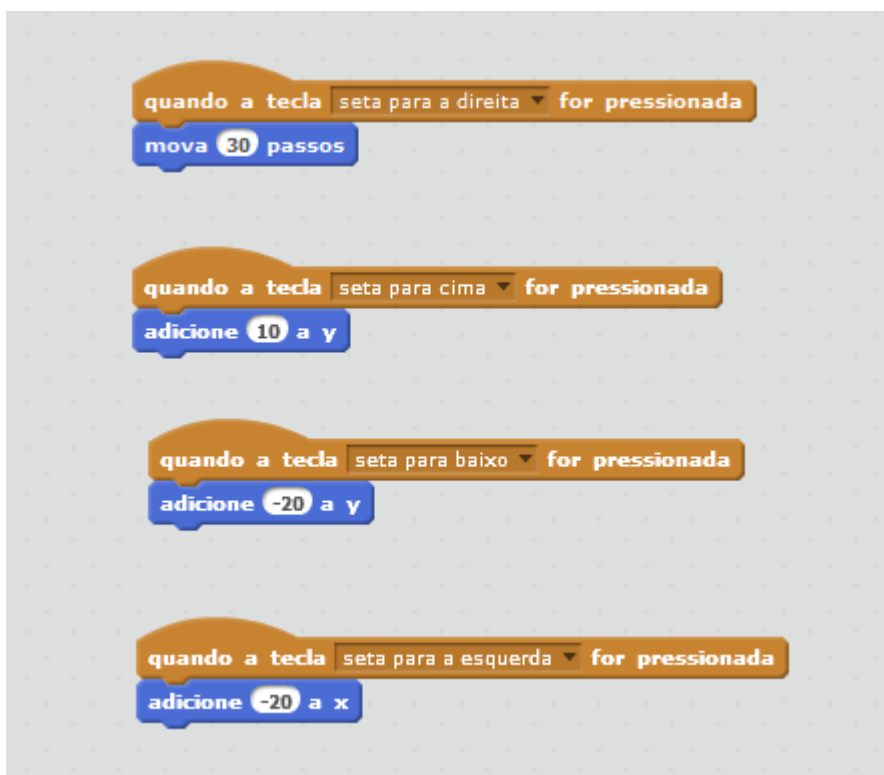 quando a tecla seta para a direita for pressionada
mova 30 passos
quando a tecla seta para cima for pressionada
adicione 10 a y
quando a tecla seta para baixo for pressionada
adicione -20 a y
quando a tecla seta para a esquerda for pressionada
adicione -20 a x